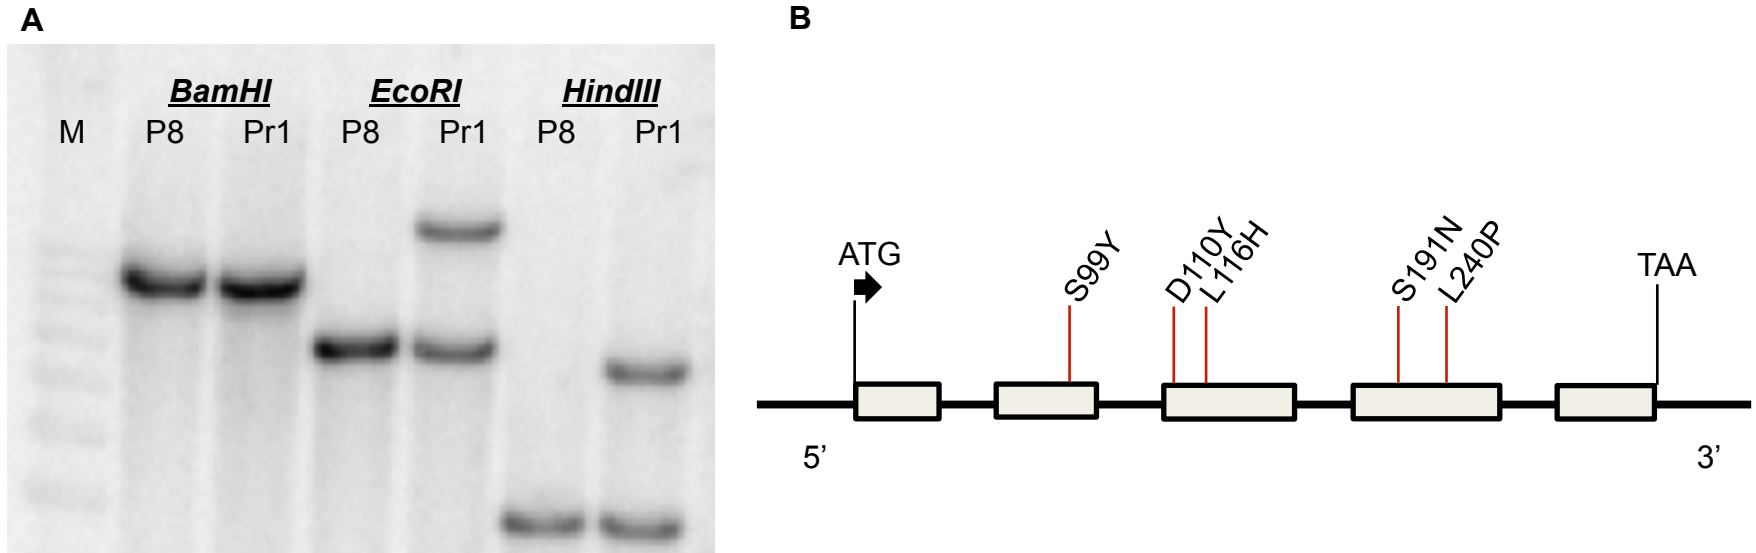 A
BamHI EcoRI HindIII
M P8 Pr1 P8 Pr1 P8 Pr1
B
ATG S99Y D110Y L116H S191N L240P TAA
5’ 3’